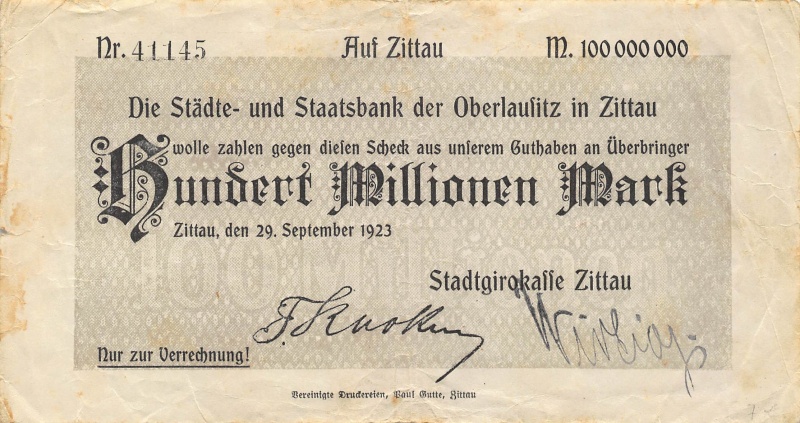 Nr. 41145 Auf Zittau M. 100 000 000
Die Städte- und Staatsbank der Oberlauſitz in Zittau
wolle zahlen gegen dieſen Scheck aus unſerem Guthaben an Überbringer
Hundert Millionen Mark
Zittau, den 29. September 1923
Stadtgirokaſſe Zittau
Nur zur Verrechnung!
Vereinigte Druckereien, Paul Gutte, Zittau